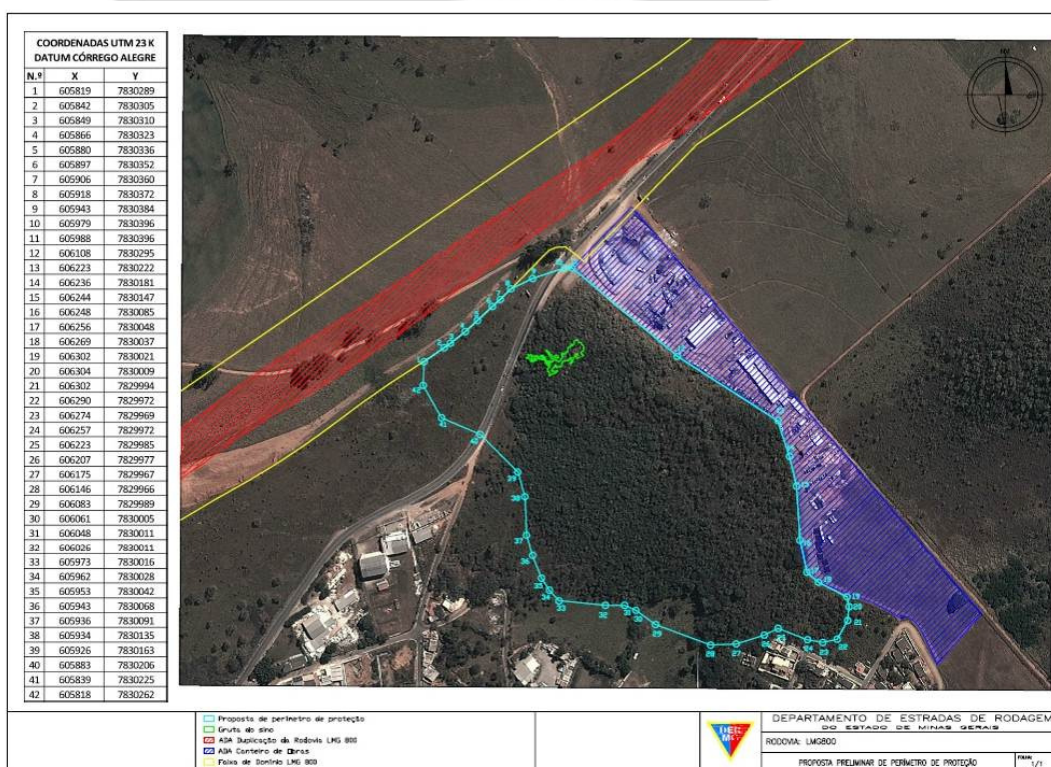 COORDENADAS UTM 23 K
DATUM CÓRREGO ALEGRE
N.º X Y
1 605819 7830289
2 605842 7830305
3 605849 7830310
4 605866 7830323
5 605880 7830336
6 605897 7830352
7 605906 7830360
8 605918 7830372
9 605943 7830384
10 605979 7830396
11 605988 7830396
12 606108 7830295
13 606223 7830222
14 606236 7830181
15 606244 7830147
16 606248 7830085
17 606256 7830048
18 606269 7830037
19 606302 7830021
20 606304 7830009
21 606302 7829994
22 606290 7829972
23 606274 7829969
24 606257 7829972
25 606223 7829985
26 606207 7829977
27 606175 7829967
28 606146 7829966
29 606083 7829989
30 606061 7830005
31 606048 7830011
32 606026 7830011
33 605973 7830016
34 605962 7830028
35 605953 7830042
36 605943 7830068
37 605936 7830091
38 605934 7830135
39 605926 7830163
40 605883 7830206
41 605839 7830225
42 605818 7830262
Proposta de perímetro de proteção
Gruta do sino
ADA Duplicação da Rodovia LMG 800
ADA Canteiro de Obras
Faixa de Domínio LMG 800
DEPARTAMENTO DE ESTRADAS DE RODAGEM
DO ESTADO DE MINAS GERAIS
RODOVIA: LMG800
PROPOSTA PRELIMINAR DE PERÍMETRO DE PROTEÇÃO
1/1